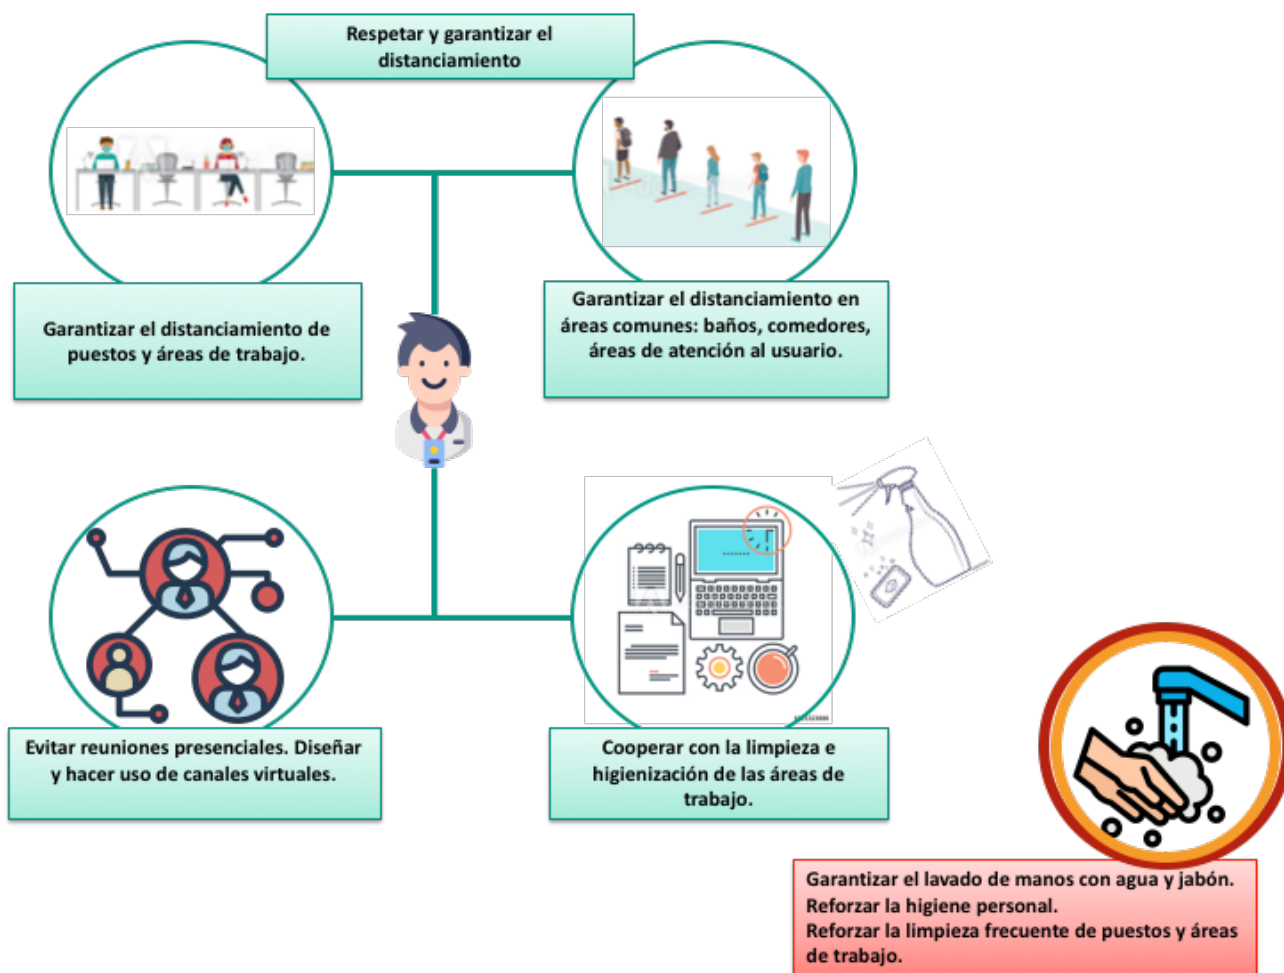 Respetar y garantizar el
distanciamiento
Garantizar el distanciamiento de
puestos y áreas de trabajo.
Garantizar el distanciamiento en
áreas comunes: baños, comedores,
áreas de atención al usuario.
Evitar reuniones presenciales. Diseñar
y hacer uso de canales virtuales.
Cooperar con la limpieza e
higienización de las áreas de
trabajo.
Garantizar el lavado de manos con agua y jabón.
Reforzar la higiene personal.
Reforzar la limpieza frecuente de puestos y áreas
de trabajo.